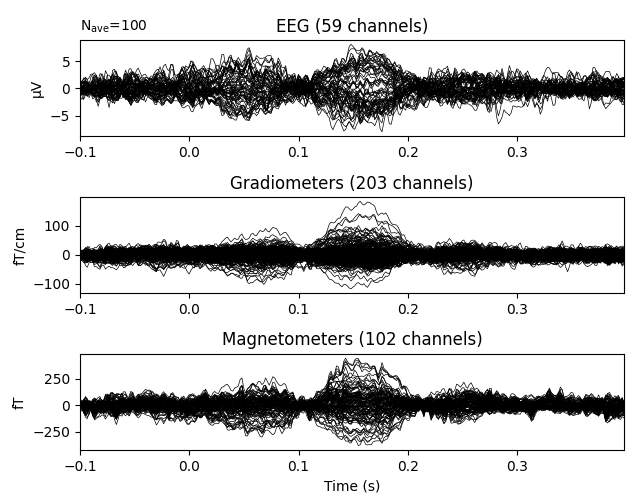 Nave=100
EEG (59 channels)
5
0
−5
µV
−0.1 0.0 0.1 0.2 0.3
Gradiometers (203 channels)
100
0
−100
fT/cm
−0.1 0.0 0.1 0.2 0.3
Magnetometers (102 channels)
250
0
−250
fT
−0.1 0.0 0.1 0.2 0.3
Time (s)